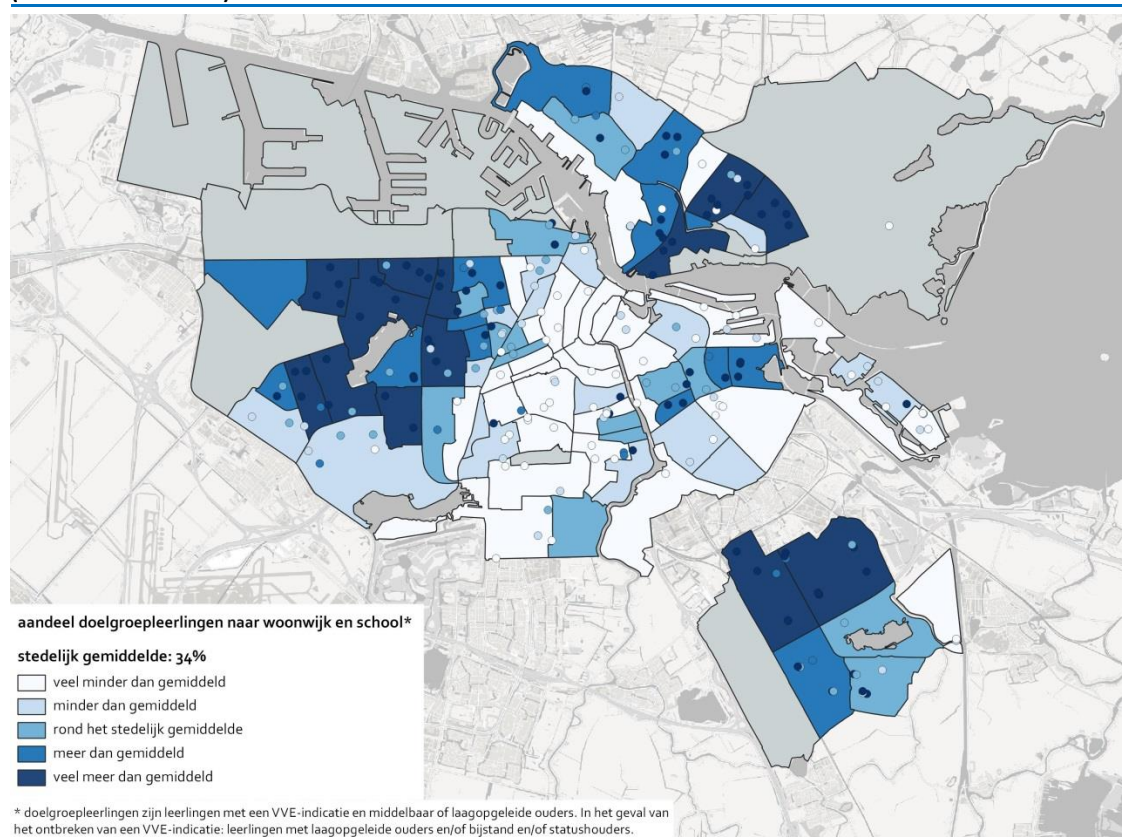 aandeel doelgroepleerlingen naar woonwijk en school*
stedelijk gemiddelde: 34%
veel minder dan gemiddeld
minder dan gemiddeld
rond het stedelijk gemiddelde
meer dan gemiddeld
veel meer dan gemiddeld
* doelgroepleerlingen zijn leerlingen met een VVE-indicatie en middelbaar of laagopgeleide ouders. In het geval van
het ontbreken van een VVE-indicatie: leerlingen met laagopgeleide ouders en/of bijstand en/of statushouders.